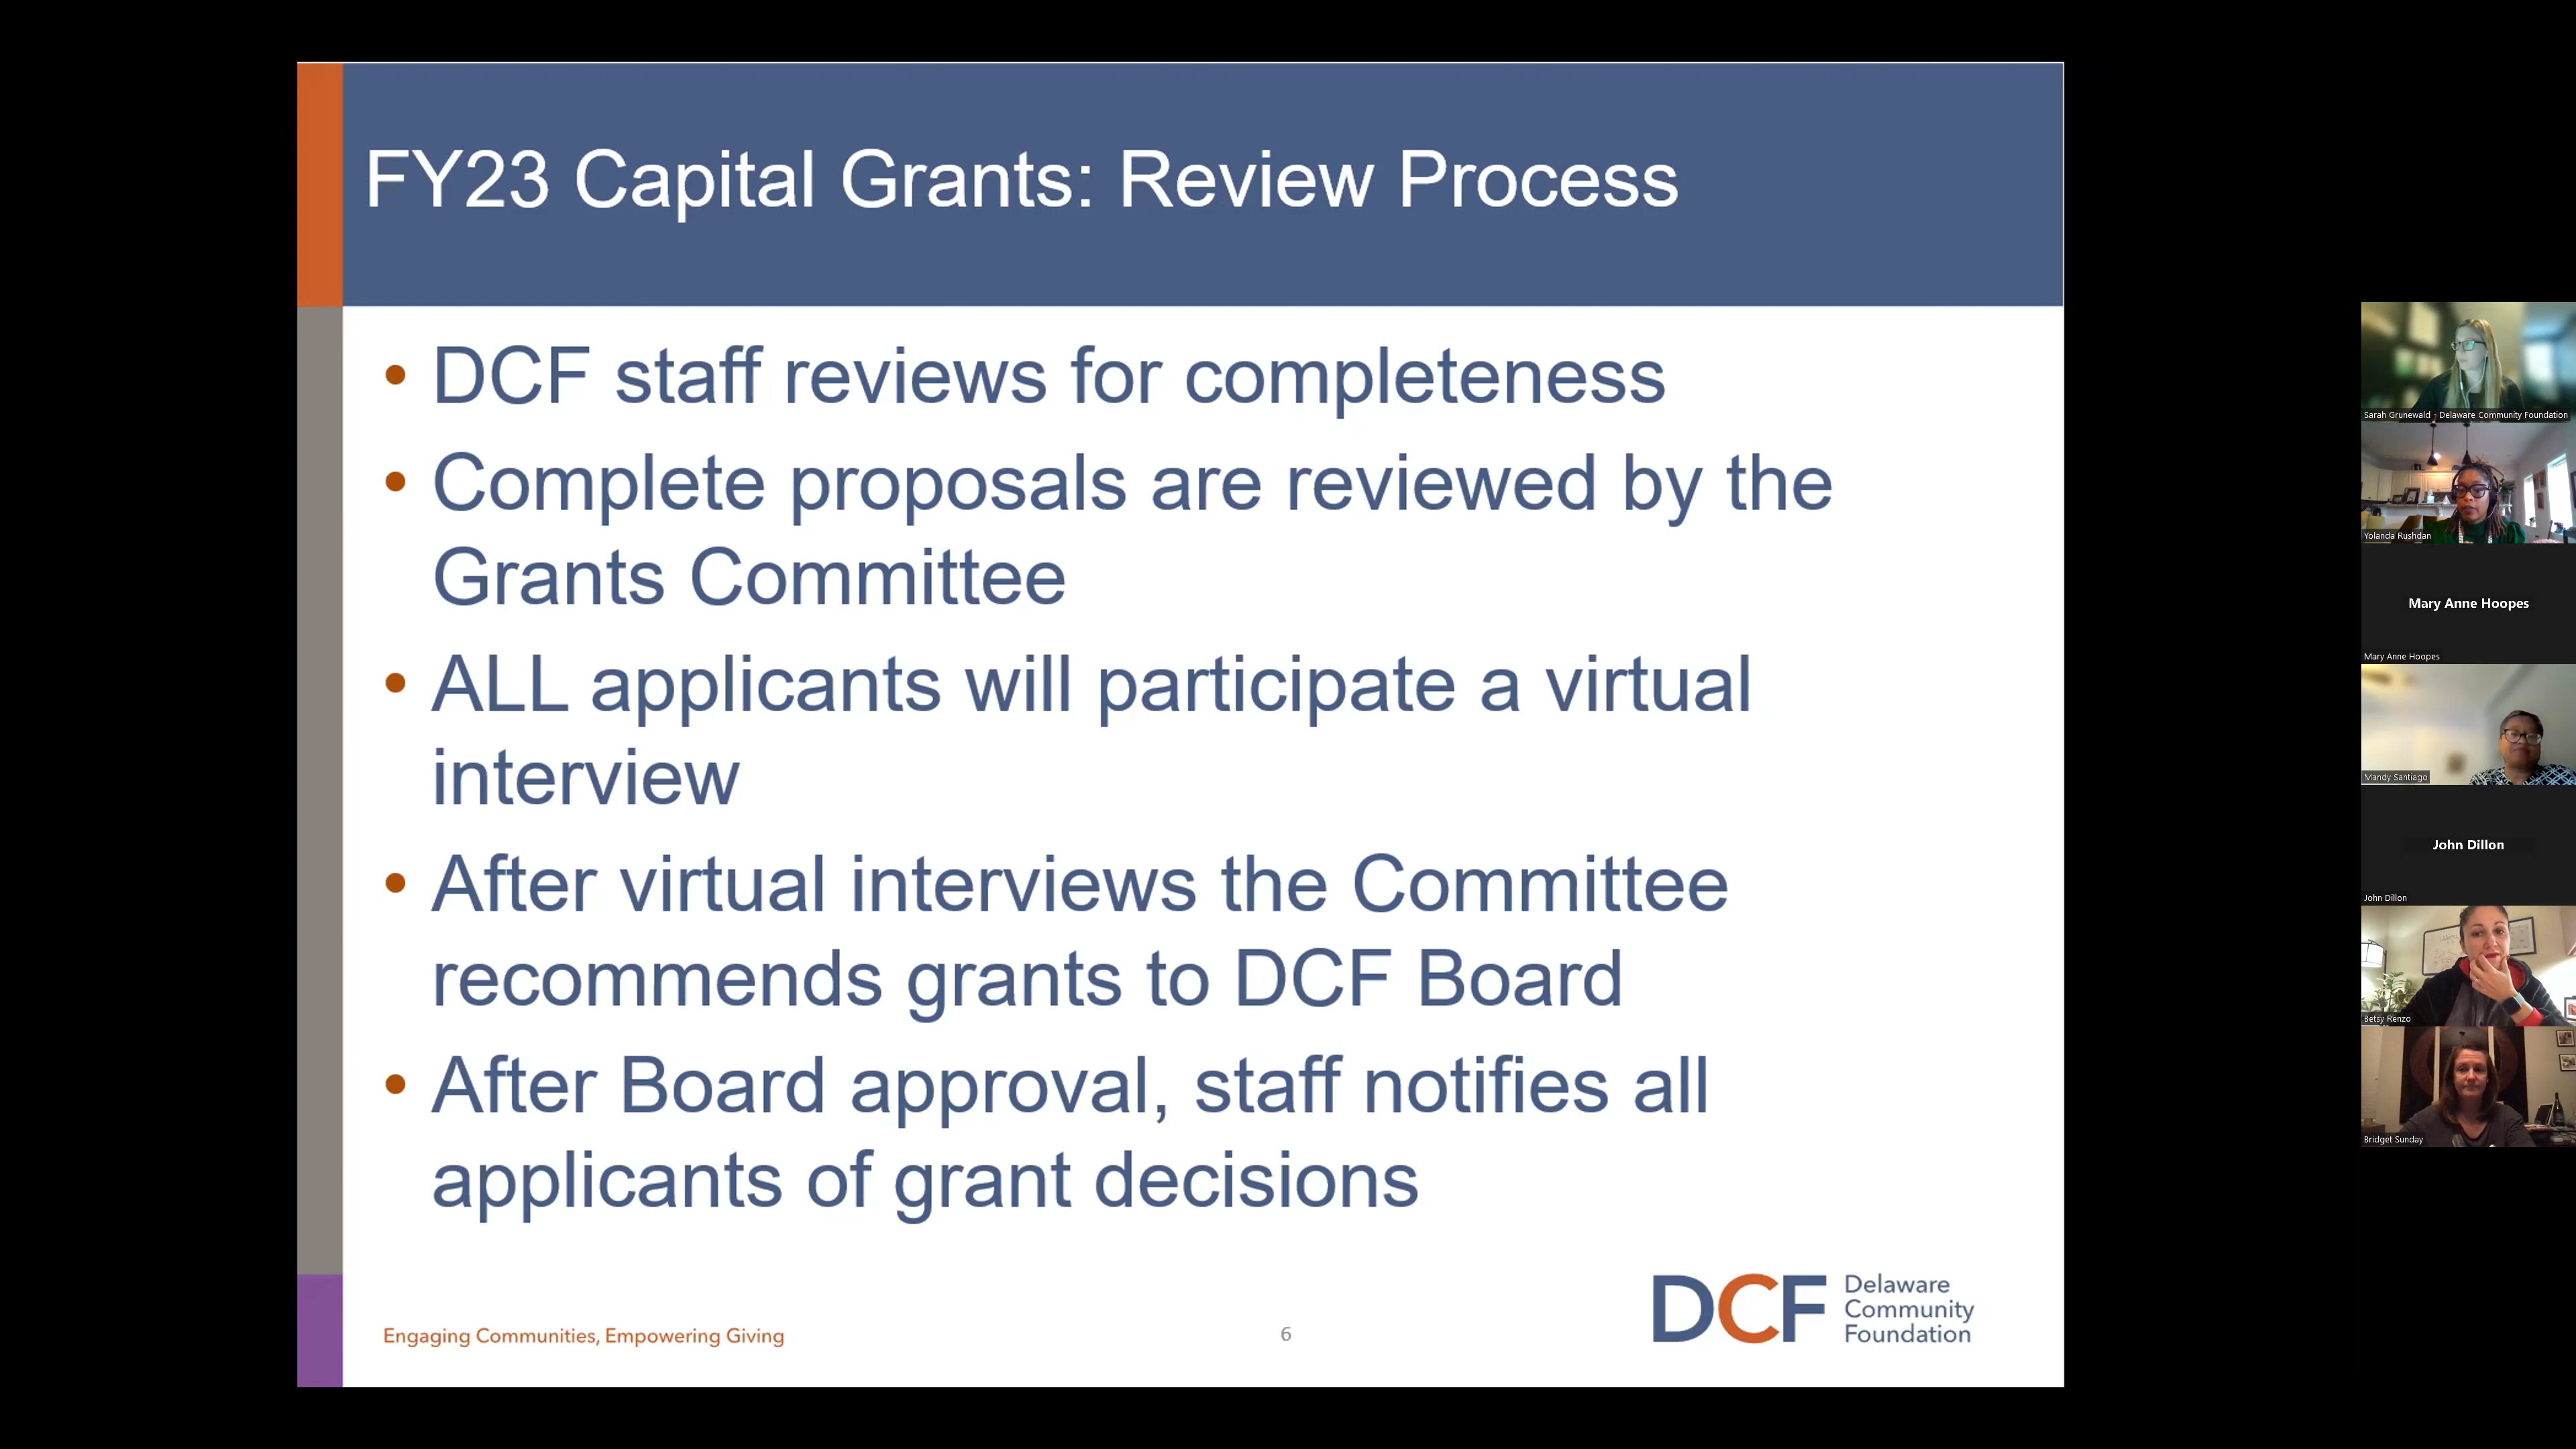 FY23 Capital Grants: Review Process
• DCF staff reviews for completeness
• Complete proposals are reviewed by the
Grants Committee
• ALL applicants will participate a virtual
interview
• After virtual interviews the Committee
recommends grants to DCF Board
• After Board approval, staff notifies all
applicants of grant decisions
Engaging Communities, Empowering Giving
6
DCF
Delaware
Community
Foundation
Sarah Grunewald - Delaware Community Foundation
Yolanda Rushdan
Mary Anne Hoopes
Mary Anne Hoopes
Mandy Santiago
John Dillon
John Dillon
Betsy Renzo
Bridget Sunday